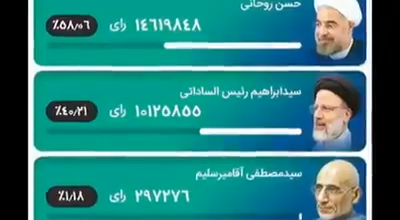 حسن روحانی
٪۵۸/۰۶ رای ۱۴۶۱۹۸۴۸
سیدابراهیم رئیس الساداتی
٪۴۰/۲۱ رای ۱۰۱۲۵۸۵۵
سیدمصطفی آقامیرسلیم
٪۱/۱۸ رای ۲۹۷۲۷۶